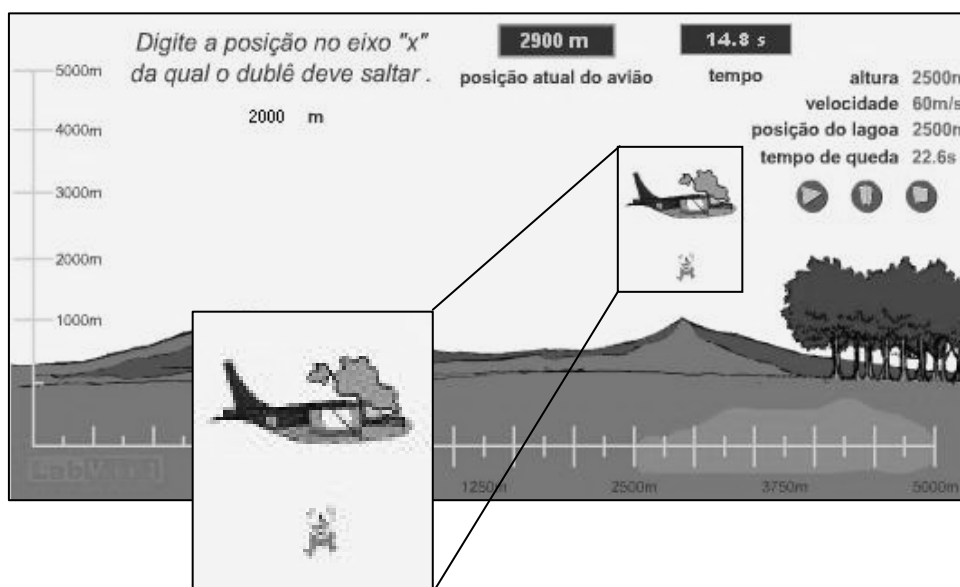 Digite a posição no eixo "x"
da qual o dublê deve saltar .
2000 m
2900 m
posição atual do avião
14.8 s
tempo
altura 2500m
velocidade 60m/s
posição do lagoa 2500m
tempo de queda 22.6s
5000m
4000m
3000m
2000m
1000m
1250m
2500m
3750m
5000m